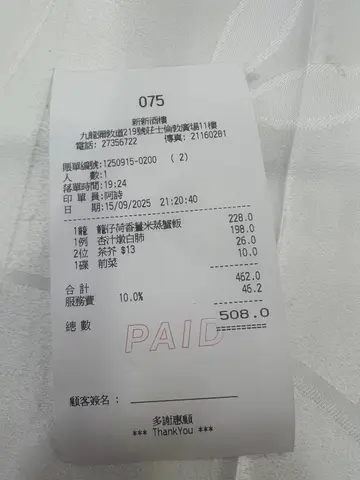 075
新新酒樓
九龍彌敦道219號莊士倫敦廣場11樓
電話: 27356722 傳真: 21160281
賬單編號:1250915-0200 ( 2)
人 數:1
落單時間:19:24
印 單 員:阿詩
日 期:15/09/2025 21:20:40
1籠 籠仔荷香薑米蒸蟹飯 228.0
1例 杏汁燉白肺 198.0
2位 茶芥 $13 26.0
1碟 前菜 10.0
合 計 462.0
服務費 10.0% 46.2
總 數 508.0
PAID
顧客簽名 :
多謝惠顧
*** ThankYou ***